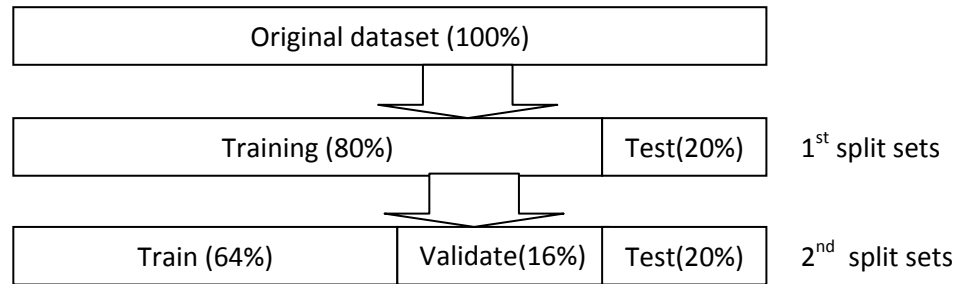 Original dataset (100%)
Training (80%) Test(20%) 1st split sets
Train (64%) Validate(16%) Test(20%) 2nd split sets